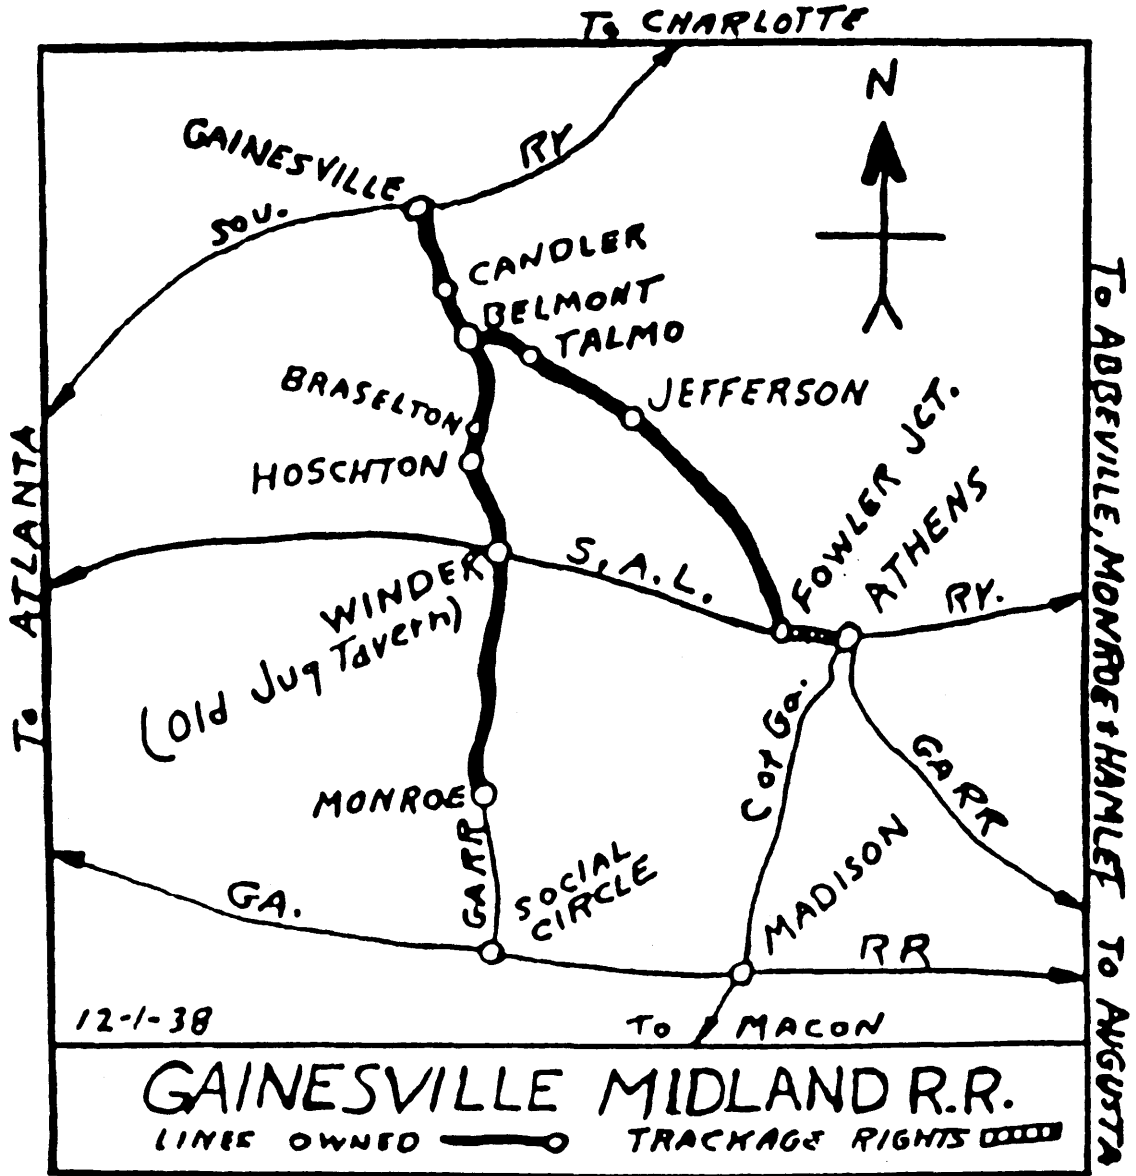 To CHARLOTTE
N
GAINESVILLE
RY
SOU.
CANDLER
BELMONT
TALMO
BRASELTON
JEFFERSON
HOSCHTON
FOWLER JCT.
ATHENS
S.A.L.
RY.
WINDER
(Old Jug Tavern)
To ATLANTA
To ABBEVILLE, MONROE & HAMLET
C of Ga.
GARR
MONROE
GARR
GA.
SOCIAL
CIRCLE
MADISON
RR
To AUGUSTA
12-1-38
To MACON
GAINESVILLE MIDLAND R.R.
LINES OWNED
TRACKAGE RIGHTS